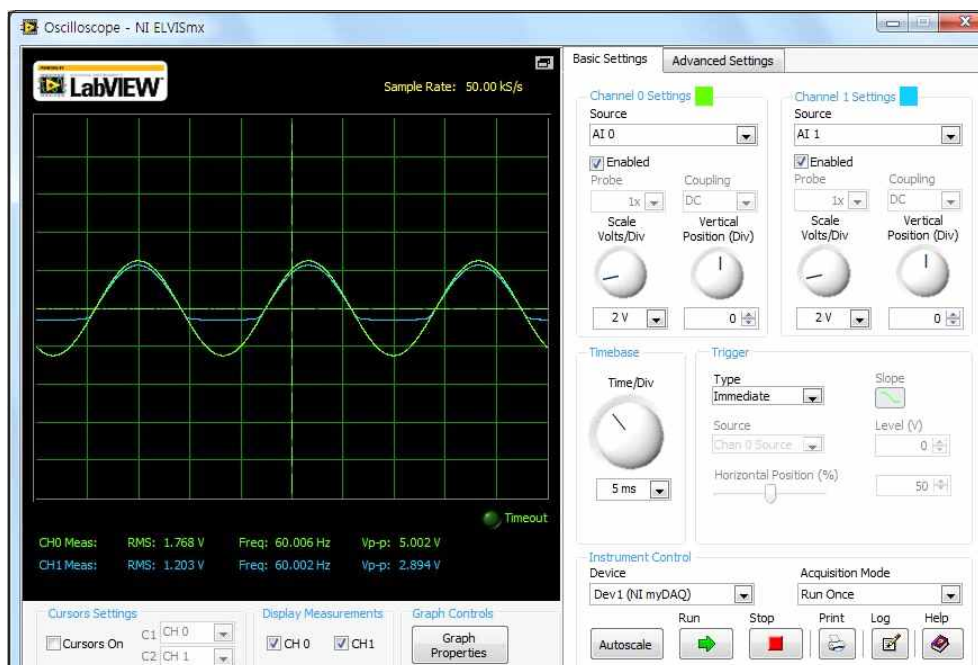 Oscilloscope - NI ELVISmx
LabVIEW
Sample Rate: 50.00 kS/s
Timeout
CH0 Meas: RMS: 1.768 V Freq: 60.006 Hz Vp-p: 5.002 V
CH1 Meas: RMS: 1.203 V Freq: 60.002 Hz Vp-p: 2.894 V
Cursors Settings
Cursors On
C1 CH 0
C2 CH 1
Display Measurements
CH 0 CH1
Graph Controls
Graph
Properties
Basic Settings Advanced Settings
Channel 0 Settings
Source
AI 0
Enabled
Probe Coupling
1x DC
Scale Vertical
Volts/Div Position (Div)
2 V 0
Channel 1 Settings
Source
AI 1
Enabled
Probe Coupling
1x DC
Scale Vertical
Volts/Div Position (Div)
2 V 0
Timebase
Time/Div
5 ms
Trigger
Type Slope
Immediate
Source Level (V)
Chan 0 Source 0
Horizontal Position (%)
50
Instrument Control
Device Acquisition Mode
Dev1 (NI myDAQ) Run Once
Run Stop Print Log Help
Autoscale